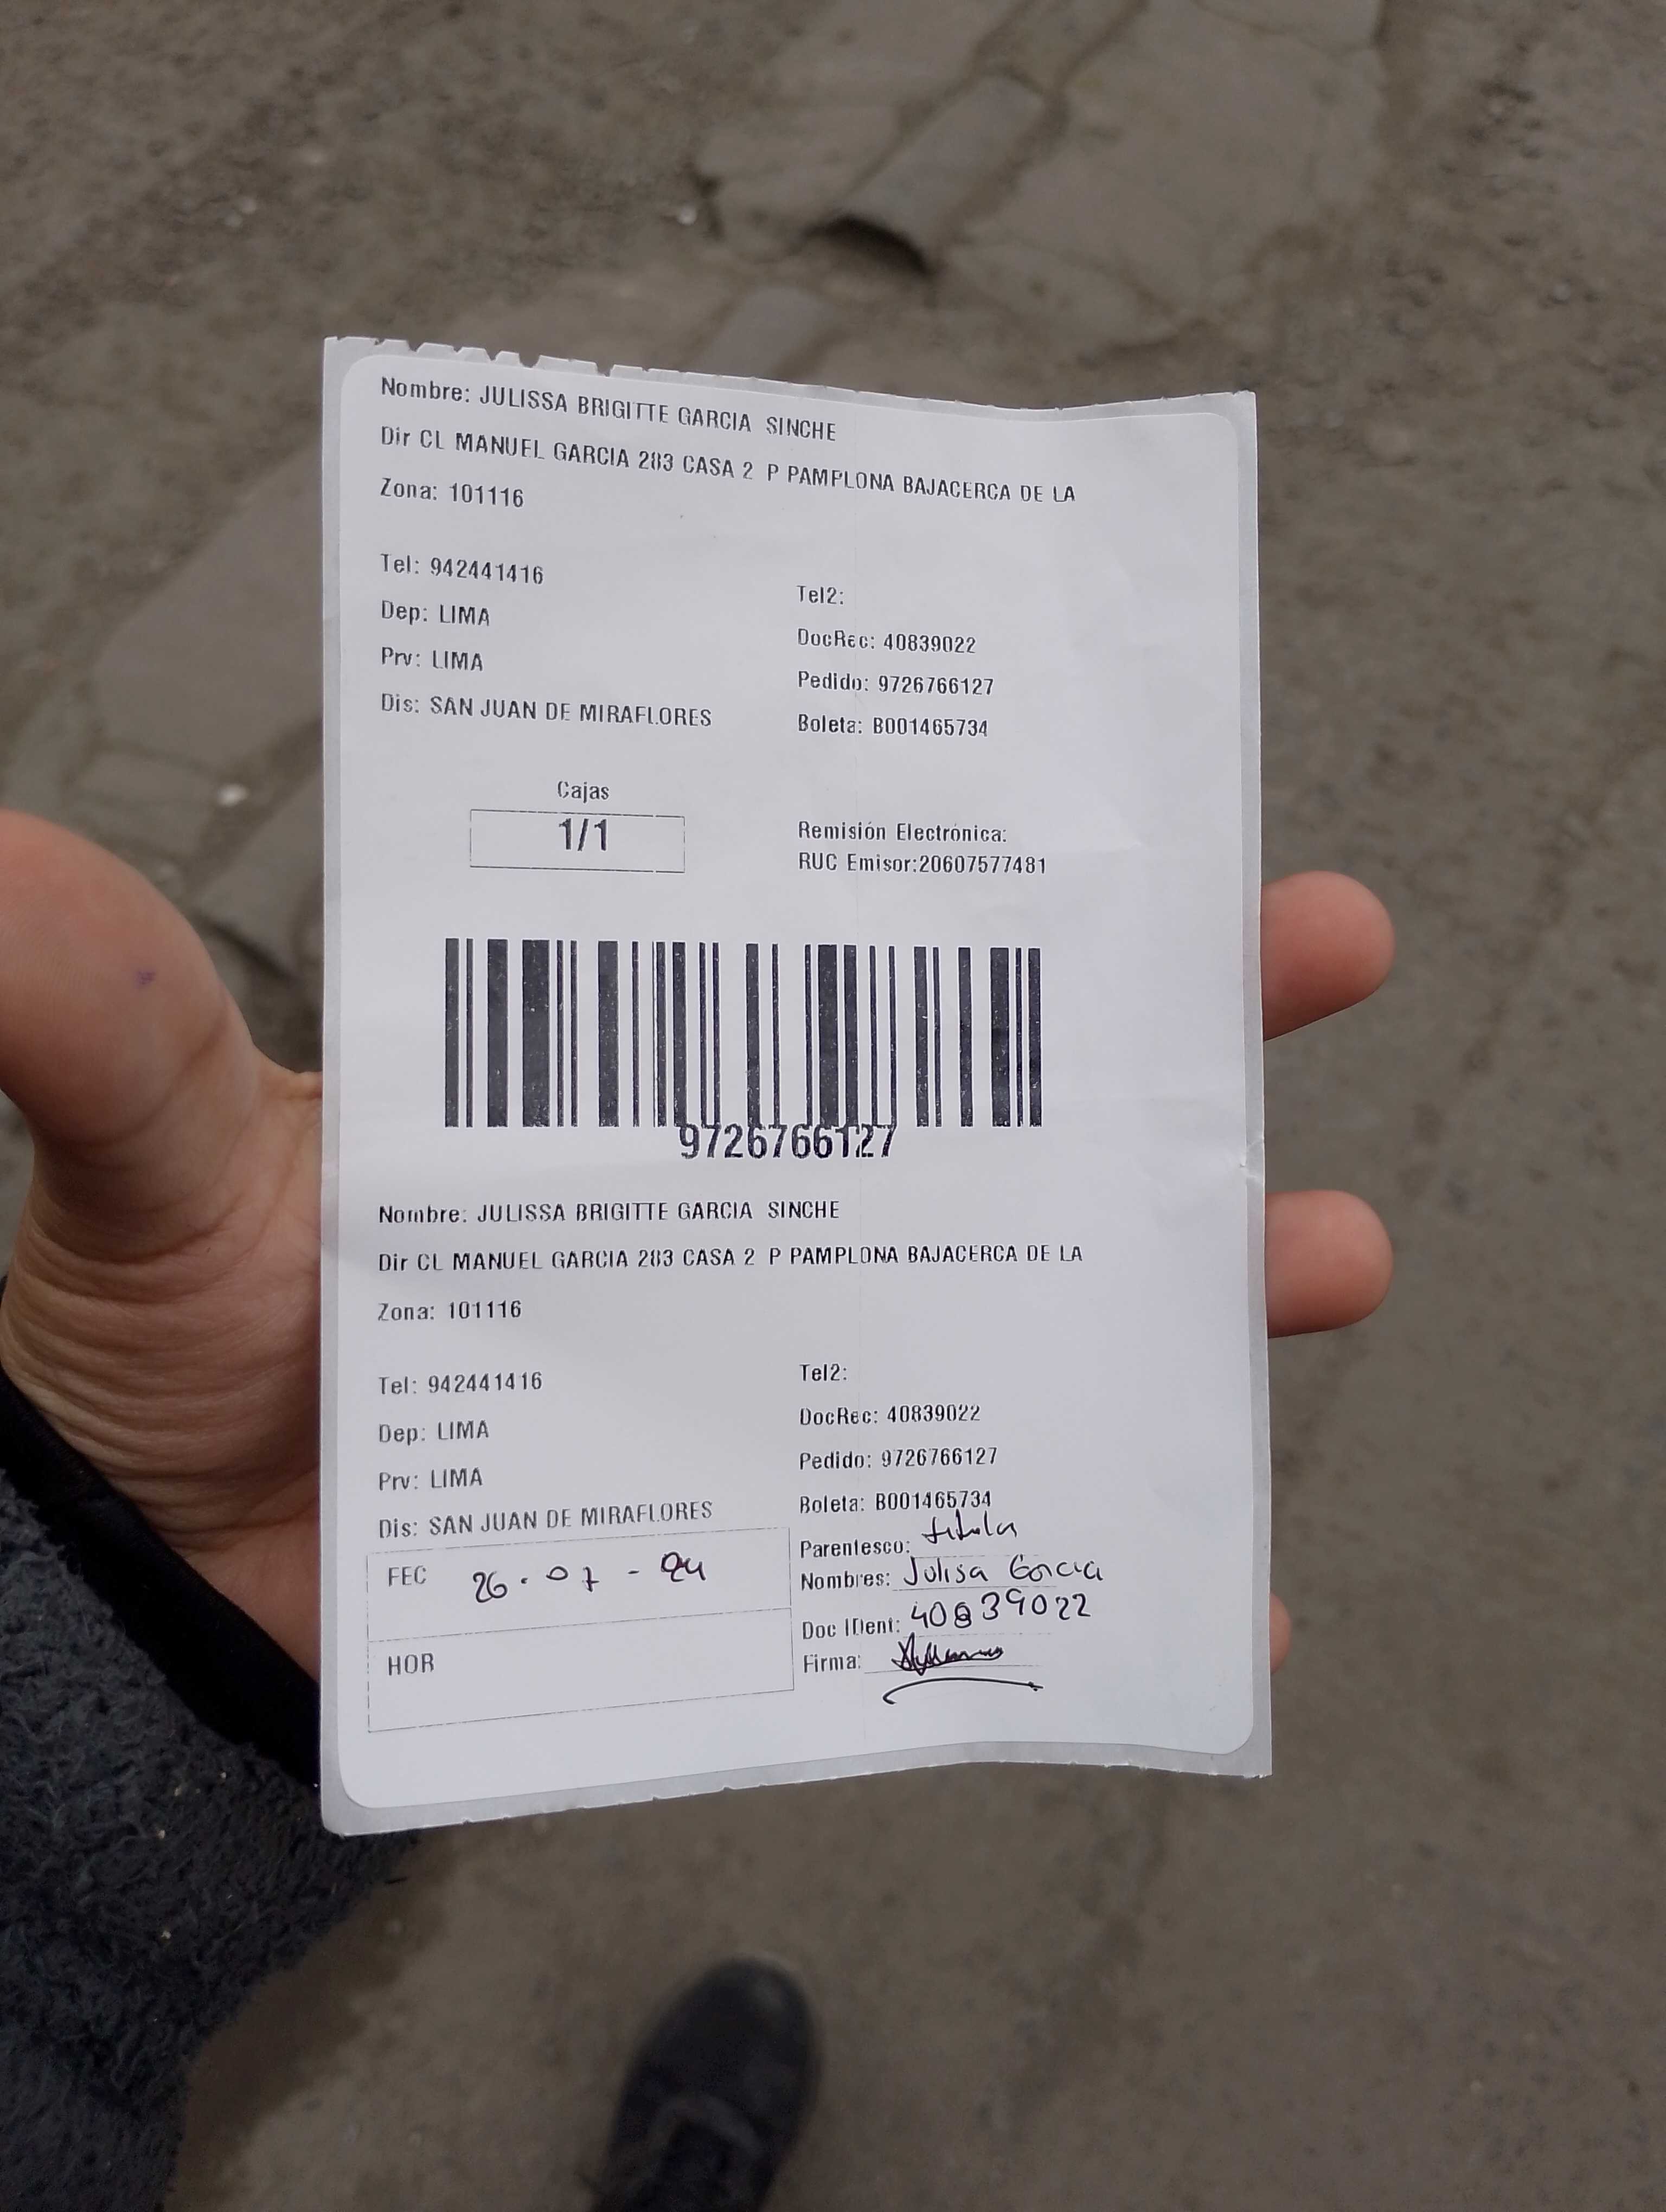 Nombre: JULISSA BRIGITTE GARCIA SINCHE
Dir CL MANUEL GARCIA 283 CASA 2 P PAMPLONA BAJACERCA DE LA
Zona: 101116
Tel: 942441416
Tel2:
Dep: LIMA
DocRec: 40839022
Prv: LIMA
Pedido: 9726766127
Dis: SAN JUAN DE MIRAFLORES
Boleta: B001465734
Cajas
1/1
Remisión Electrónica:
RUC Emisor:20607577481
9726766127
Nombre: JULISSA BRIGITTE GARCIA SINCHE
Dir CL MANUEL GARCIA 283 CASA 2 P PAMPLONA BAJACERCA DE LA
Zona: 101116
Tel: 942441416
Tel2:
Dep: LIMA
DocRec: 40839022
Prv: LIMA
Pedido: 9726766127
Dis: SAN JUAN DE MIRAFLORES
Boleta: B001465734
Parentesco: titular
FEC 26-07-24
Nombres: Julisa Garcia
Doc IDent: 40839022
HOR
Firma: